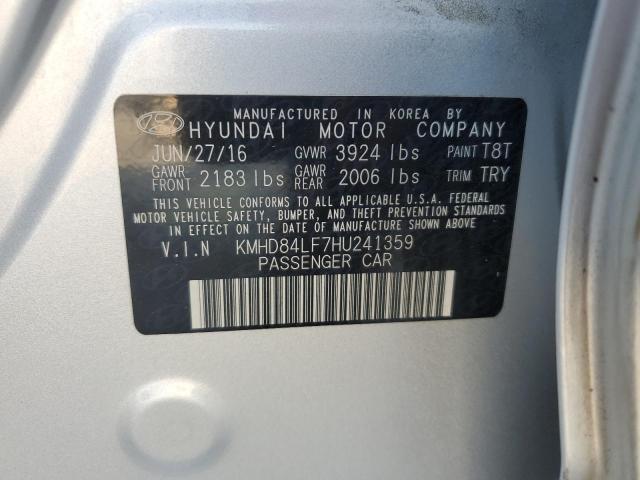 MANUFACTURED IN KOREA BY
HYUNDAI MOTOR COMPANY
JUN/27/16 GVWR 3924 lbs PAINT T8T
GAWR FRONT 2183 lbs GAWR REAR 2006 lbs TRIM TRY
THIS VEHICLE CONFORMS TO ALL APPLICABLE U.S.A. FEDERAL
MOTOR VEHICLE SAFETY, BUMPER, AND THEFT PREVENTION STANDARDS
IN EFFECT ON THE DATE OF MANUFACTURE SHOWN ABOVE
V.I.N KMHD84LF7HU241359
PASSENGER CAR